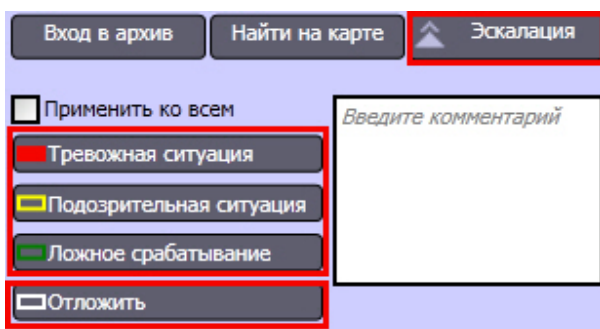 Вход в архив Найти на карте Эскалация
Применить ко всем
Введите комментарий
Тревожная ситуация
Подозрительная ситуация
Ложное срабатывание
Отложить